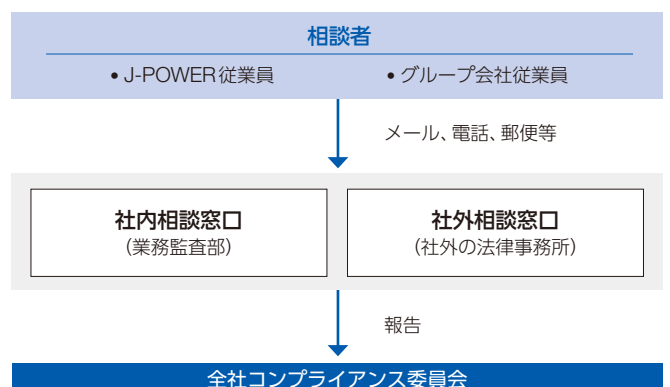 相談者
• J-POWER従業員
• グループ会社従業員
メール、電話、郵便等
社内相談窓口
(業務監査部)
社外相談窓口
(社外の法律事務所)
報告
全社コンプライアンス委員会